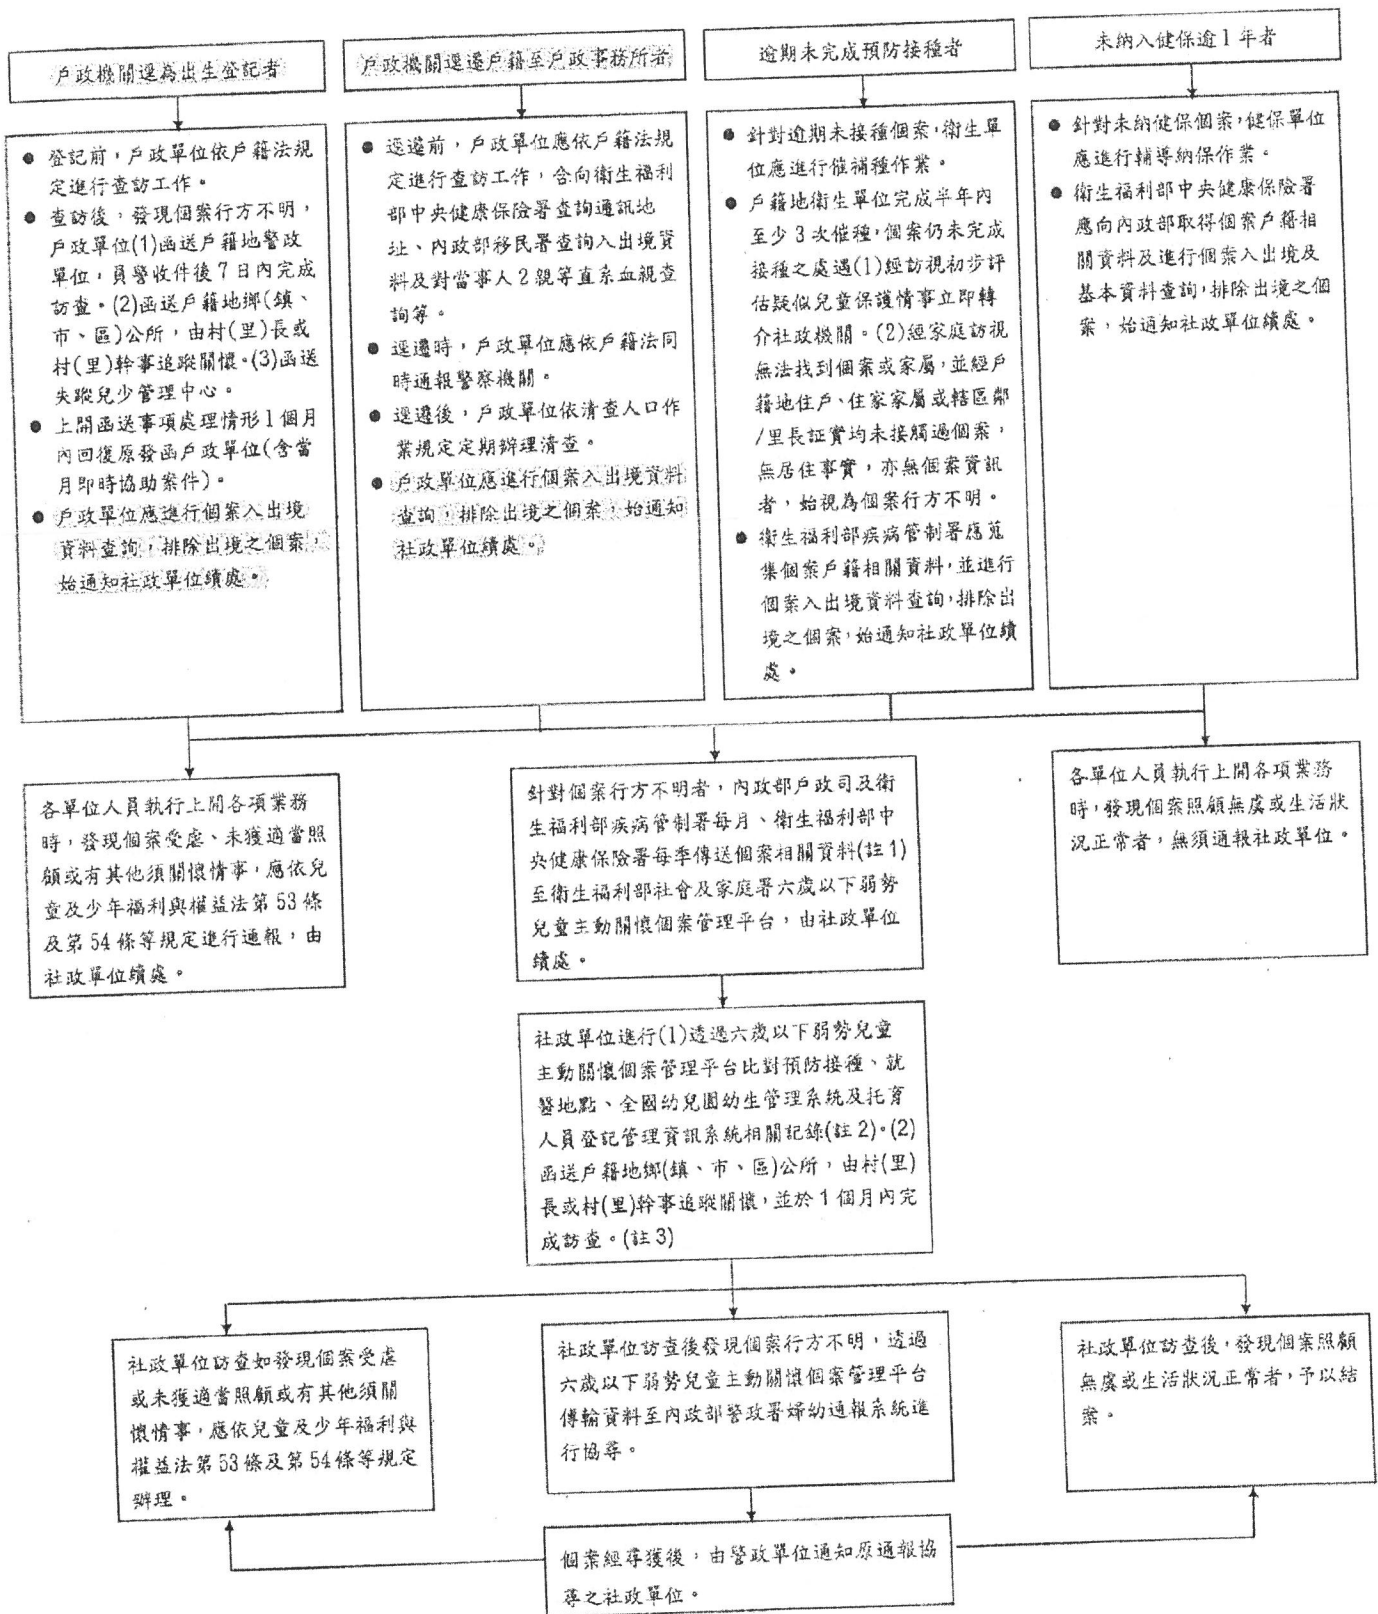 戶政機關逕為出生登記者
● 登記前，戶政單位依戶籍法規
定進行查訪工作。
● 查訪後，發現個案行方不明，
戶政單位(1)函送戶籍地警政
單位，員警收件後7日內完成
訪查。(2)函送戶籍地鄉(鎮、
市、區)公所，由村(里)長或
村(里)幹事追蹤關懷。(3)函送
失蹤兒少管理中心。
● 上開函送事項處理情形1個月
內回復原發函戶政單位(含當
月即時協助案件)。
● 戶政單位應進行個案入出境
資料查詢，排除出境之個案，
始通知社政單位續處。
戶政機關逕遷戶籍至戶政事務所者
● 逕遷前，戶政單位應依戶籍法規
定進行查訪工作，含向衛生福利
部中央健康保險署查詢通訊地
址、內政部移民署查詢入出境資
料及對當事人2親等直系血親查
詢等。
● 逕遷時，戶政單位應依戶籍法同
時通報警察機關。
● 逕遷後，戶政單位依清查人口作
業規定定期辦理清查。
● 戶政單位應進行個案入出境資料
查詢，排除出境之個案，始通知
社政單位續處。
逾期未完成預防接種者
● 針對逾期未接種個案，衛生單
位應進行催補種作業。
● 戶籍地衛生單位完成半年內
至少3次催種，個案仍未完成
接種之處遇(1)經訪視初步評
估疑似兒童保護情事立即轉
介社政機關。(2)經家庭訪視
無法找到個案或家屬，並經戶
籍地住戶、住家家屬或轄區鄰
/里長証實均未接觸過個案，
無居住事實，亦無個案資訊
者，始視為個案行方不明。
● 衛生福利部疾病管制署應蒐
集個案戶籍相關資料，並進行
個案入出境資料查詢，排除出
境之個案，始通知社政單位續
處。
未納入健保逾1年者
● 針對未納健保個案，健保單位
應進行輔導納保作業。
● 衛生福利部中央健康保險署
應向內政部取得個案戶籍相
關資料及進行個案入出境及
基本資料查詢，排除出境之個
案，始通知社政單位續處。
各單位人員執行上開各項業務
時，發現個案受虐、未獲適當照
顧或有其他須關懷情事，應依兒
童及少年福利與權益法第53條
及第54條等規定進行通報，由
社政單位續處。
針對個案行方不明者，內政部戶政司及衛
生福利部疾病管制署每月、衛生福利部中
央健康保險署每季傳送個案相關資料(註1)
至衛生福利部社會及家庭署六歲以下弱勢
兒童主動關懷個案管理平台，由社政單位
續處。
各單位人員執行上開各項業務
時，發現個案照顧無虞或生活狀
況正常者，無須通報社政單位。
社政單位進行(1)透過六歲以下弱勢兒童
主動關懷個案管理平台比對預防接種、就
醫地點、全國幼兒園幼生管理系統及托育
人員登記管理資訊系統相關記錄(註2)。(2)
函送戶籍地鄉(鎮、市、區)公所，由村(里)
長或村(里)幹事追蹤關懷，並於1個月內完
成訪查。(註3)
社政單位訪查如發現個案受虐
或未獲適當照顧或有其他須關
懷情事，應依兒童及少年福利與
權益法第53條及第54條等規定
辦理。
社政單位訪查後發現個案行方不明，透過
六歲以下弱勢兒童主動關懷個案管理平台
傳輸資料至內政部警政署婦幼通報系統進
行協尋。
社政單位訪查後，發現個案照顧
無虞或生活狀況正常者，予以結
案。
個案經尋獲後，由警政單位通知原通報協
尋之社政單位。